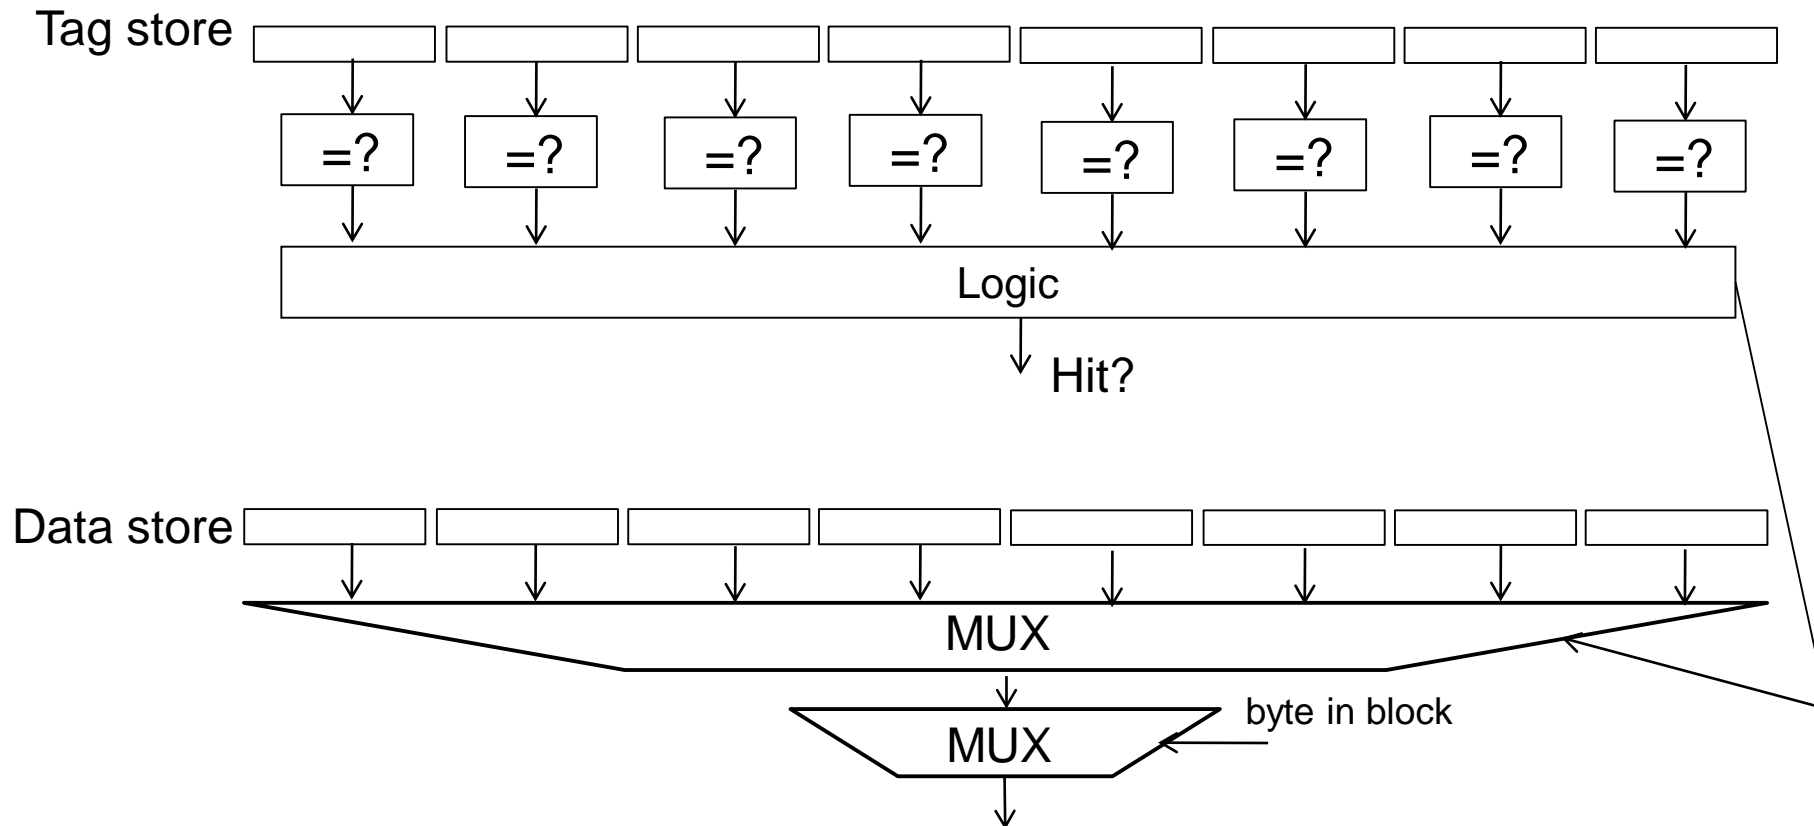 Tag store
=? =? =? =? =? =? =? =?
Logic
Hit?
Data store
MUX
byte in block
MUX